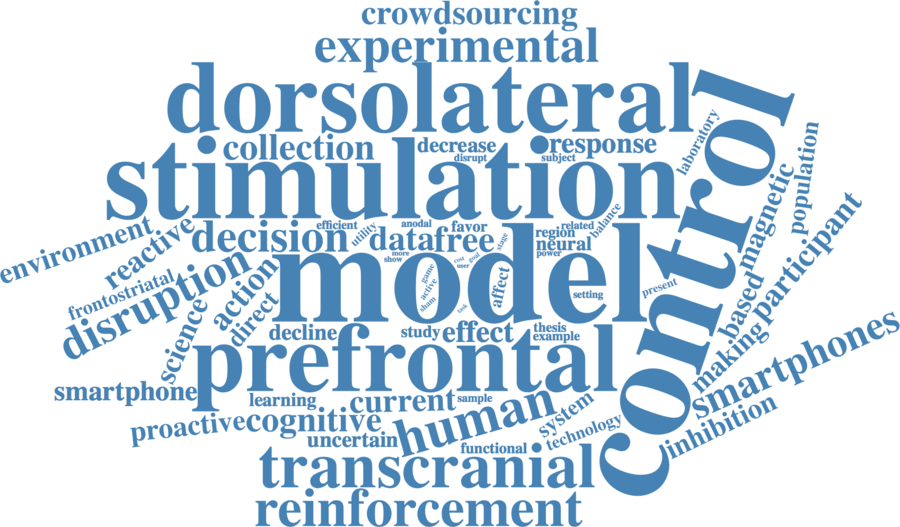 crowdsourcing
experimental
dorsolateral
collection
decrease
response
disrupt
subject
laboratory
stimulation
control
population
magnetic
environment
reactive
decision
efficient
utility
anodal
favor
datafree
stage
region
related
neural
balance
power
participant
frontostriatal
disruption
action
direct
science
more
show
model
game
active
sham
cost
user
good
task
affect
setting
present
based
making
decline
study
effect
thesis
example
prefrontal
smartphone
smartphones
learning
current
sample
human
system
technology
inhibition
proactive
cognitive
uncertain
functional
transcranial
reinforcement